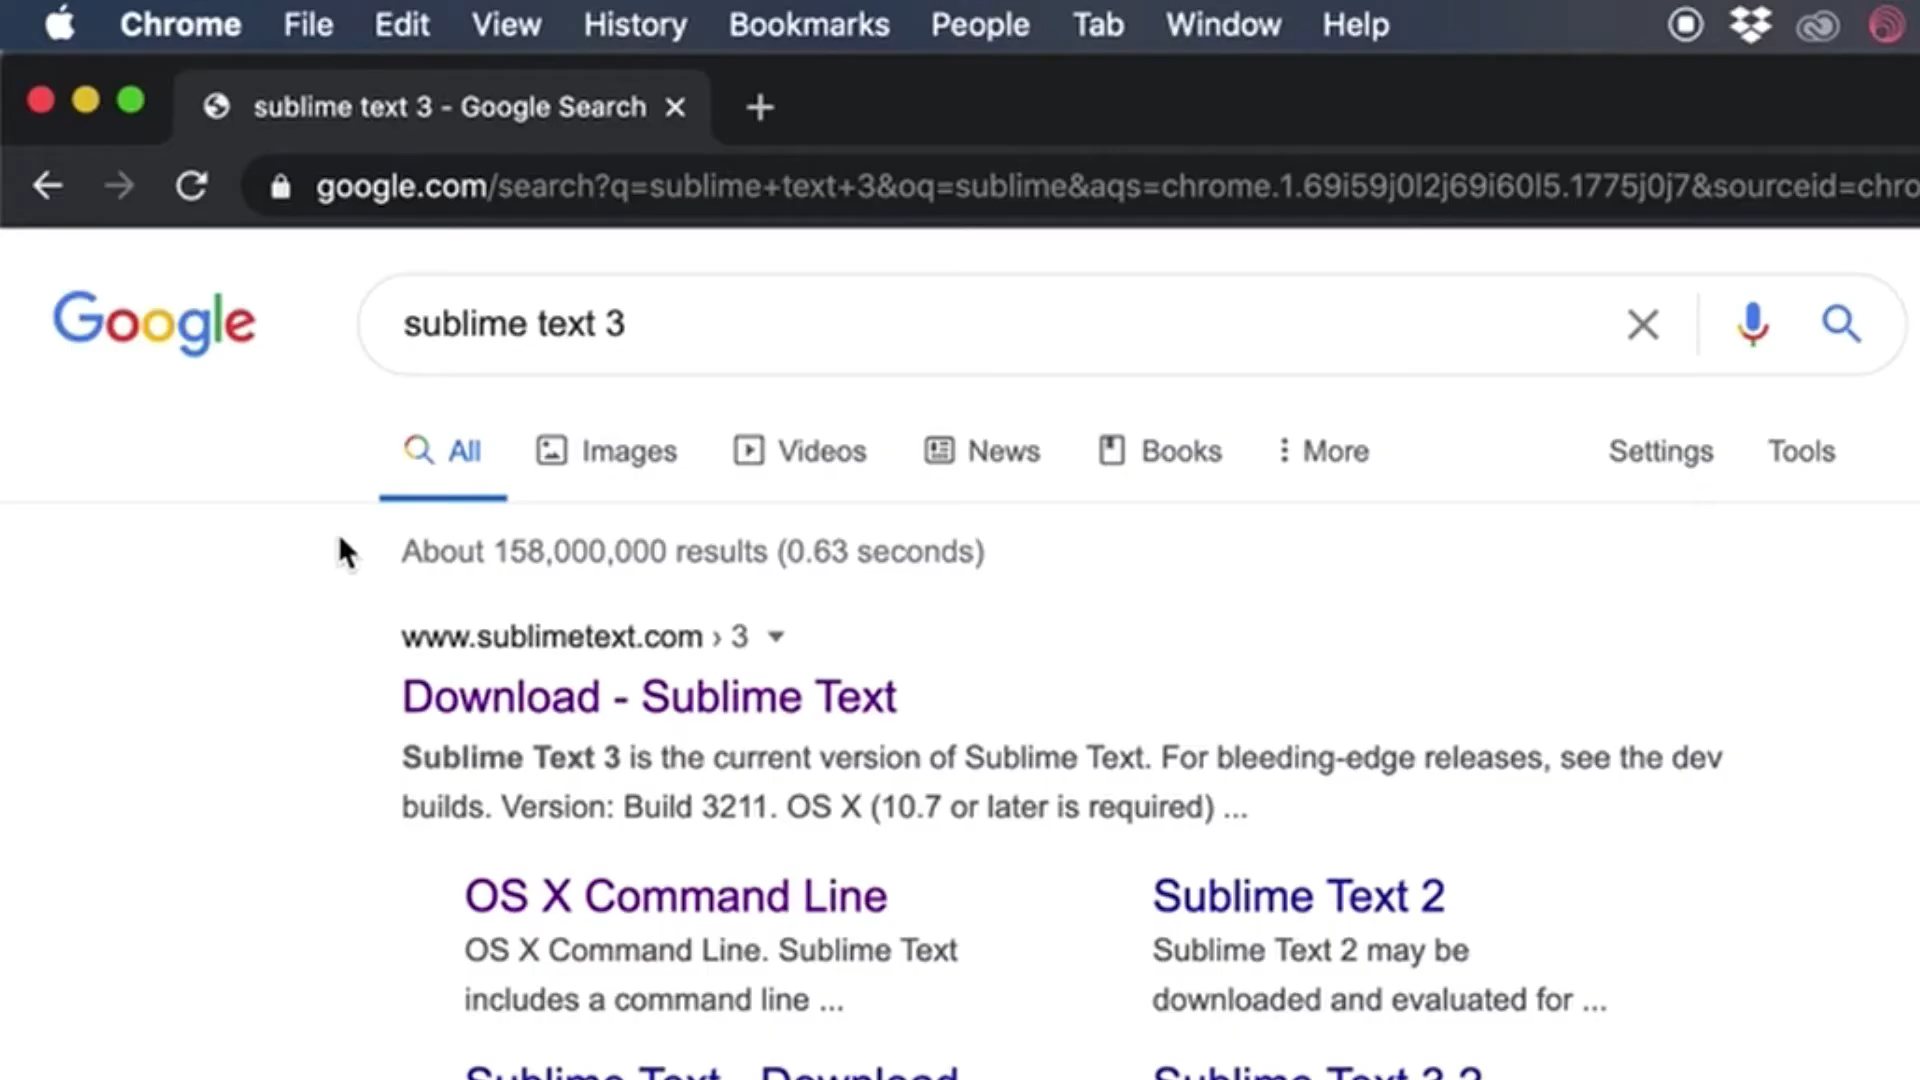 Chrome File Edit View History Bookmarks People Tab Window Help
sublime text 3 - Google Search
google.com/search?q=sublime+text+3&oq=sublime&aqs=chrome.1.69i59j0l2j69i60l5.1775j0j7&sourceid=chro
Google
sublime text 3
All Images Videos News Books More Settings Tools
About 158,000,000 results (0.63 seconds)
www.sublimetext.com › 3
Download - Sublime Text
Sublime Text 3 is the current version of Sublime Text. For bleeding-edge releases, see the dev
builds. Version: Build 3211. OS X (10.7 or later is required) ...
OS X Command Line
OS X Command Line. Sublime Text
includes a command line ...
Sublime Text 2
Sublime Text 2 may be
downloaded and evaluated for ...
Sublime Text - Download
Sublime Text 3.2